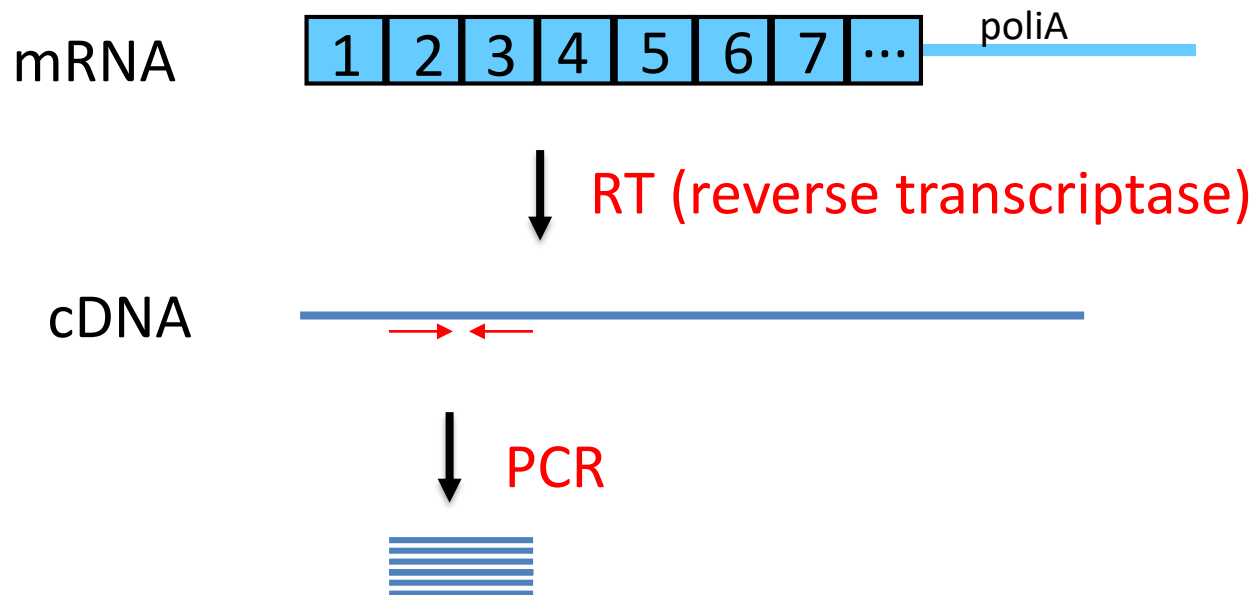 poliA
mRNA 1 2 3 4 5 6 7 ...
RT (reverse transcriptase)
cDNA
PCR